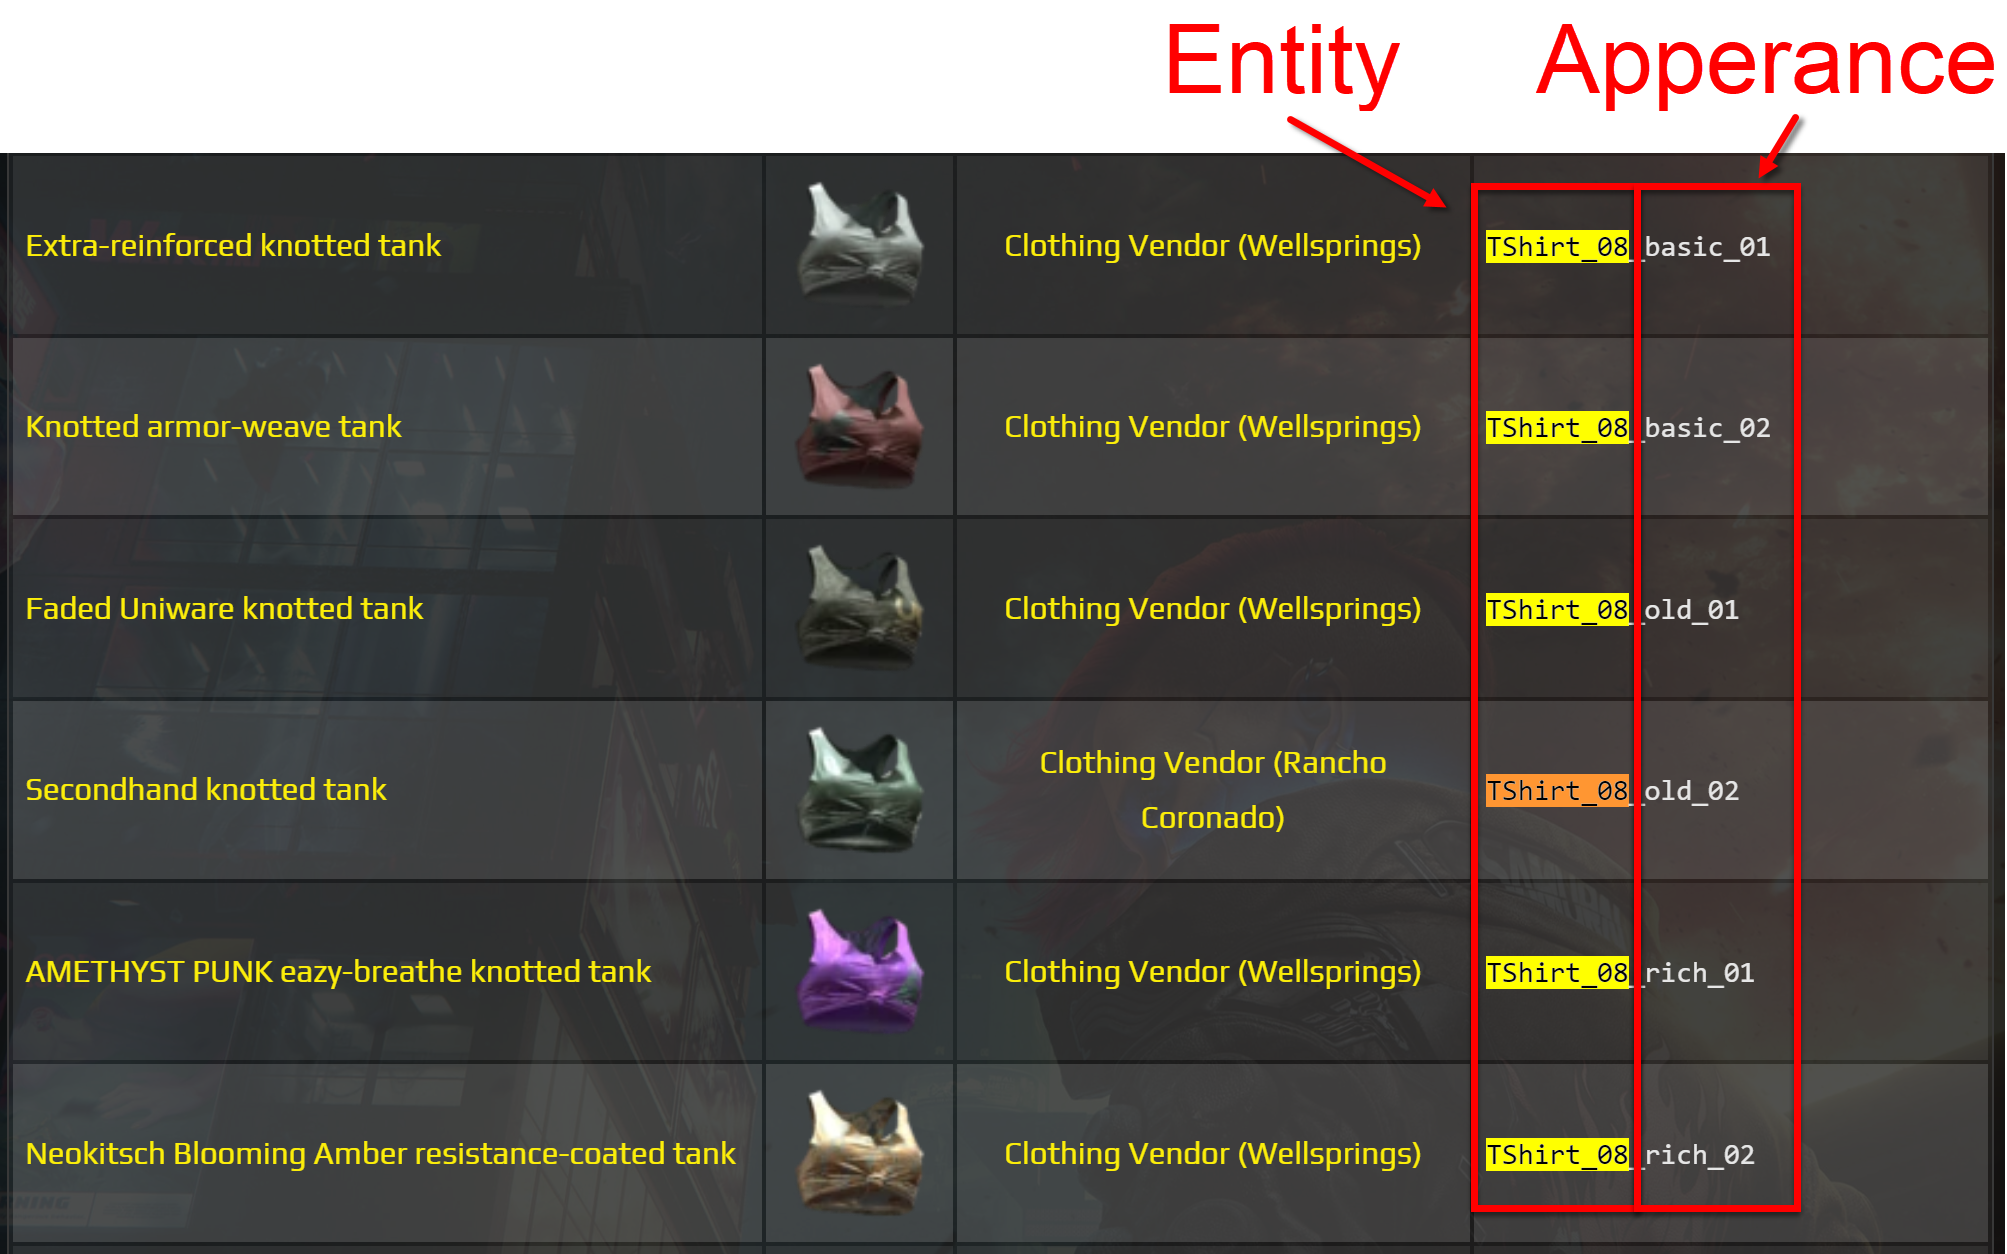 Entity Apperance
Extra-reinforced knotted tank Clothing Vendor (Wellsprings) TShirt_08_basic_01
Knotted armor-weave tank Clothing Vendor (Wellsprings) TShirt_08_basic_02
Faded Uniware knotted tank Clothing Vendor (Wellsprings) TShirt_08_old_01
Secondhand knotted tank Clothing Vendor (Rancho Coronado) TShirt_08_old_02
SAMURAI
AMETHYST PUNK eazy-breathe knotted tank Clothing Vendor (Wellsprings) TShirt_08_rich_01
Neokitsch Blooming Amber resistance-coated tank Clothing Vendor (Wellsprings) TShirt_08_rich_02